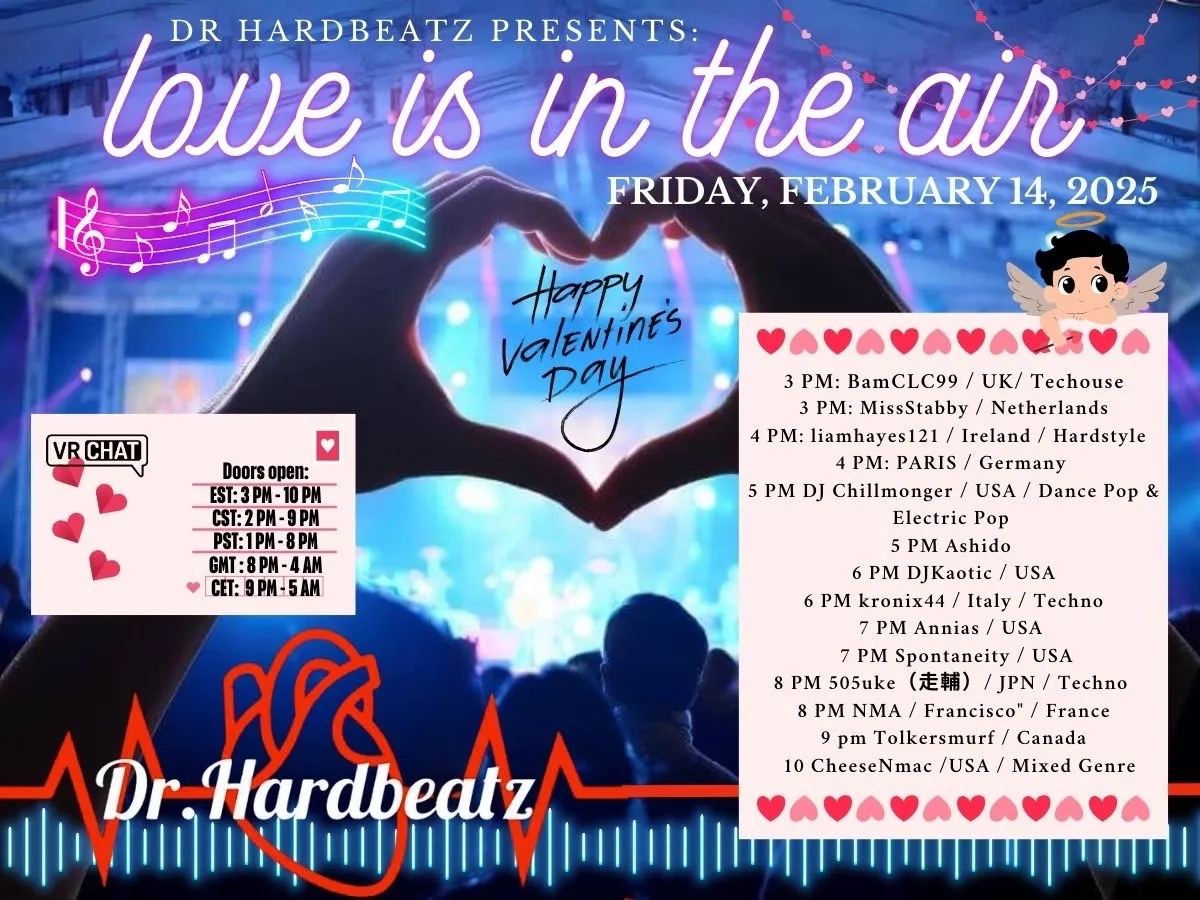 DR HARDBEATZ PRESENTS:
love is in the air
FRIDAY, FEBRUARY 14, 2025
Happy
Valentine's
Day
VR CHAT
Doors open:
EST: 3 PM - 10 PM
CST: 2 PM - 9 PM
PST: 1 PM - 8 PM
GMT : 8 PM - 4 AM
CET: 9 PM - 5 AM
3 PM: BamCLC99 / UK/ Techouse
3 PM: MissStabby / Netherlands
4 PM: liamhayes121 / Ireland / Hardstyle
4 PM: PARIS / Germany
5 PM DJ Chillmonger / USA / Dance Pop &
Electric Pop
5 PM Ashido
6 PM DJKaotic / USA
6 PM kronix44 / Italy / Techno
7 PM Annias / USA
7 PM Spontaneity / USA
8 PM 505uke（走輔）/ JPN / Techno
8 PM NMA / Francisco" / France
9 pm Tolkersmurf / Canada
10 CheeseNmac /USA / Mixed Genre
Dr. Hardbeatz